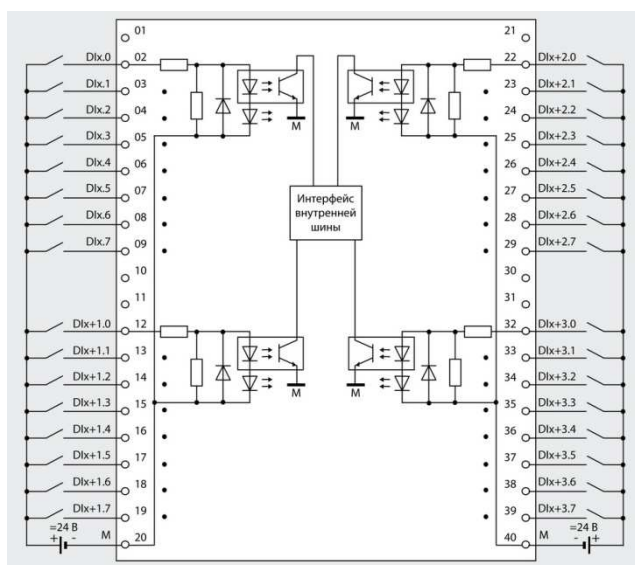 01 21
DIx.0 02 22 DIx+2.0
DIx.1 03 23 DIx+2.1
DIx.2 04 M M 24 DIx+2.2
DIx.3 05 25 DIx+2.3
DIx.4 06 26 DIx+2.4
DIx.5 07 27 DIx+2.5
DIx.6 08 28 DIx+2.6
DIx.7 09 29 DIx+2.7
Интерфейс
внутренней
шины
10 30
11 31
DIx+1.0 12 32 DIx+3.0
DIx+1.1 13 33 DIx+3.1
DIx+1.2 14 34 DIx+3.2
M M
DIx+1.3 15 35 DIx+3.3
DIx+1.4 16 36 DIx+3.4
DIx+1.5 17 37 DIx+3.5
DIx+1.6 18 38 DIx+3.6
DIx+1.7 19 39 DIx+3.7
=24 В =24 В
+ - M 20 40 M - +